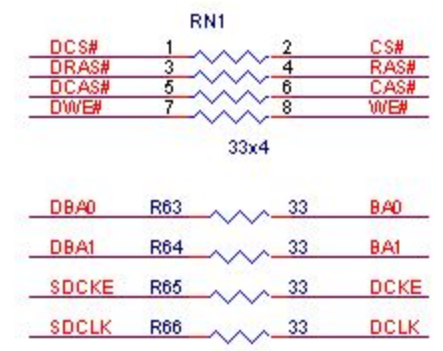 RN1
DCS# 1 2 CS#
DRAS# 3 4 RAS#
DCAS# 5 6 CAS#
DWE# 7 8 WE#
33x4
DBA0 R63 33 BA0
DBA1 R64 33 BA1
SDCKE R65 33 DCKE
SDCLK R66 33 DCLK